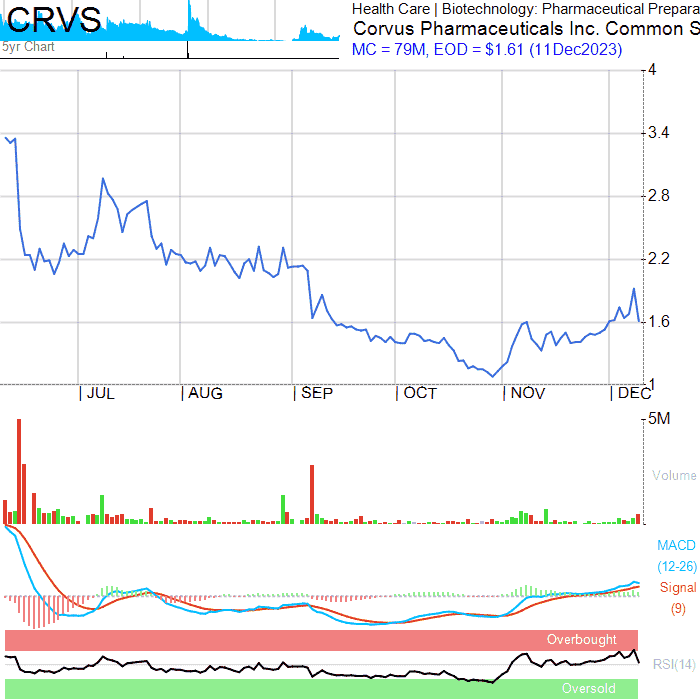 CRVS
5yr Chart
Health Care | Biotechnology: Pharmaceutical Prepara
Corvus Pharmaceuticals Inc. Common S
MC = 79M, EOD = $1.61 (11Dec2023)
4
3.4
2.8
2.2
1.6
1
JUL AUG SEP OCT NOV DEC
5M
Volume
MACD
(12-26)
Signal
(9)
Overbought
RSI(14)
Oversold